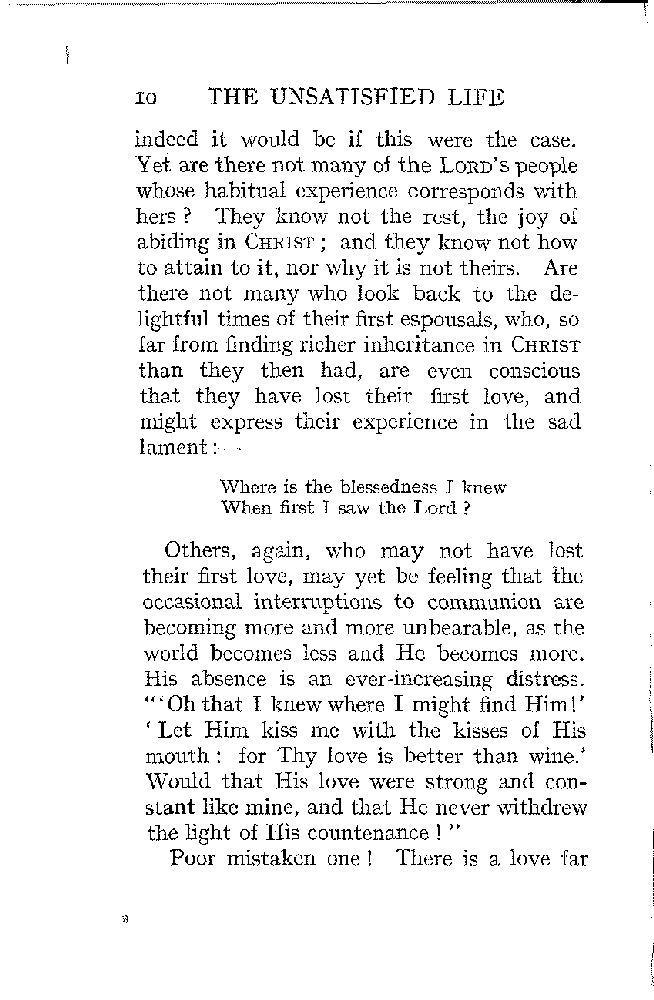 10 THE UNSATISFIED LIFE
indeed it would be if this were the case.
Yet are there not many of the LORD'S people
whose habitual experience corresponds with
hers ? They know not the rest, the joy of
abiding in CHRIST ; and they know not how
to attain to it, nor why it is not theirs. Are
there not many who look back to the de-
lightful times of their first espousals, who, so
far from finding richer inheritance in CHRIST
than they then had, are even conscious
that they have lost their first love, and
might express their experience in the sad
lament :—
Where is the blessedness I knew
When first I saw the Lord ?
Others, again, who may not have lost
their first love, may yet be feeling that the
occasional interruptions to communion are
becoming more and more unbearable, as the
world becomes less and He becomes more.
His absence is an ever-increasing distress.
"'Oh that I knew where I might find Him!'
'Let Him kiss me with the kisses of His
mouth : for Thy love is better than wine.'
Would that His love were strong and con-
stant like mine, and that He never withdrew
the light of His countenance ! "
Poor mistaken one ! There is a love far